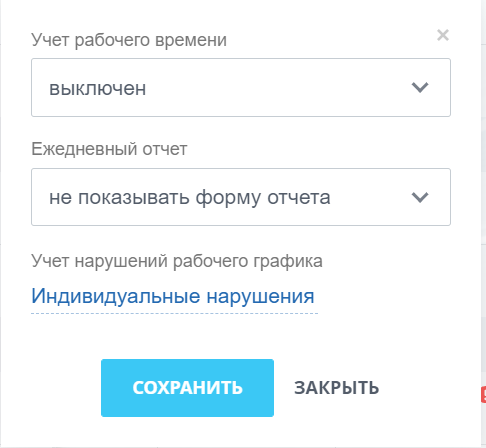 Учет рабочего времени
выключен
Ежедневный отчет
не показывать форму отчета
Учет нарушений рабочего графика
Индивидуальные нарушения
СОХРАНИТЬ ЗАКРЫТЬ